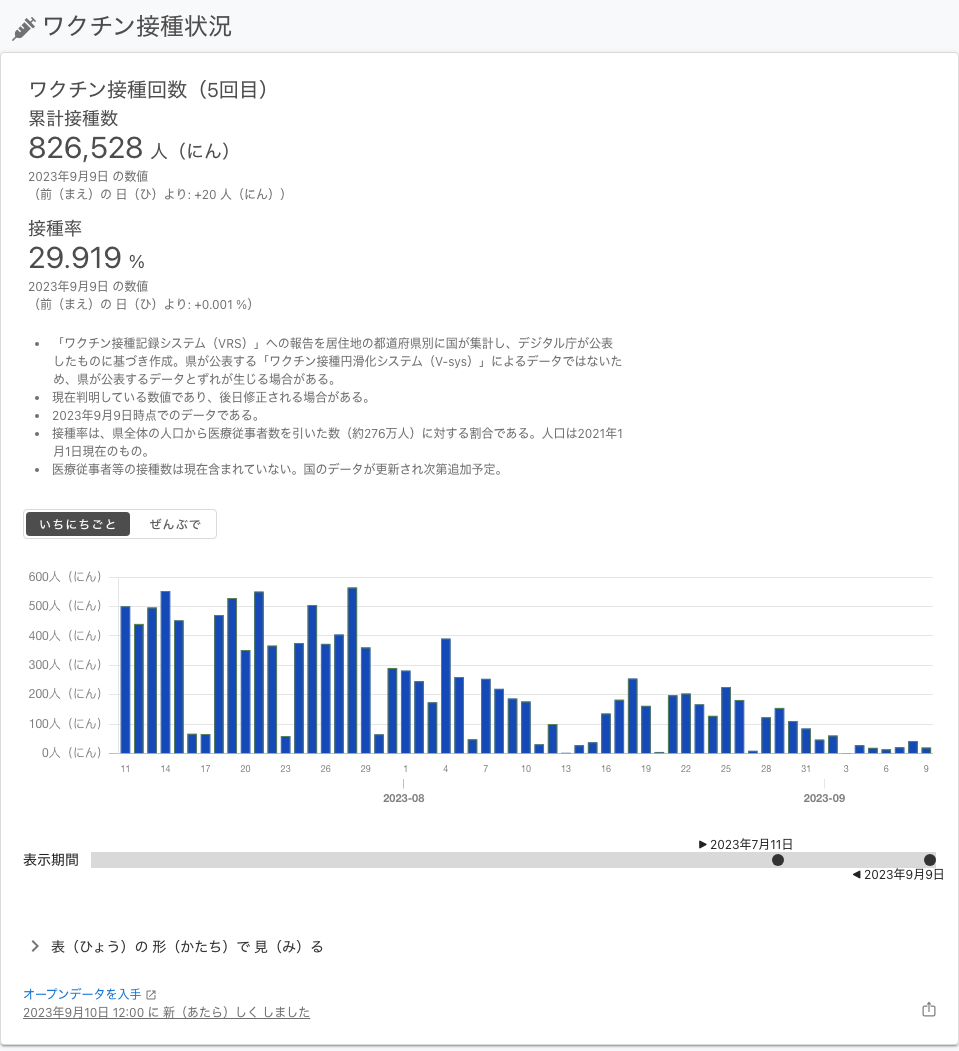 ワクチン接種状況
ワクチン接種回数（5回目）
累計接種数
826,528 人（にん）
2023年9月9日 の数値
（前（まえ）の 日（ひ）より: +20 人（にん））
接種率
29.919 %
2023年9月9日 の数値
（前（まえ）の 日（ひ）より: +0.001 %）
• 「ワクチン接種記録システム（VRS）」への報告を居住地の都道府県別に国が集計し、デジタル庁が公表
したものに基づき作成。県が公表する「ワクチン接種円滑化システム（V-sys）」によるデータではないた
め、県が公表するデータとずれが生じる場合がある。
• 現在判明している数値であり、後日修正される場合がある。
• 2023年9月9日時点でのデータである。
• 接種率は、県全体の人口から医療従事者数を引いた数（約276万人）に対する割合である。人口は2021年1
月1日現在のもの。
• 医療従事者等の接種数は現在含まれていない。国のデータが更新され次第追加予定。
いちにちごと ぜんぶで
600人（にん）
500人（にん）
400人（にん）
300人（にん）
200人（にん）
100人（にん）
0人（にん）
11 14 17 20 23 26 29 1 4 7 10 13 16 19 22 25 28 31 3 6 9
2023-08 2023-09
▶ 2023年7月11日
表示期間
◀ 2023年9月9日
表（ひょう）の 形（かたち）で 見（み）る
オープンデータを入手
2023年9月10日 12:00 に 新（あたら）しく しました